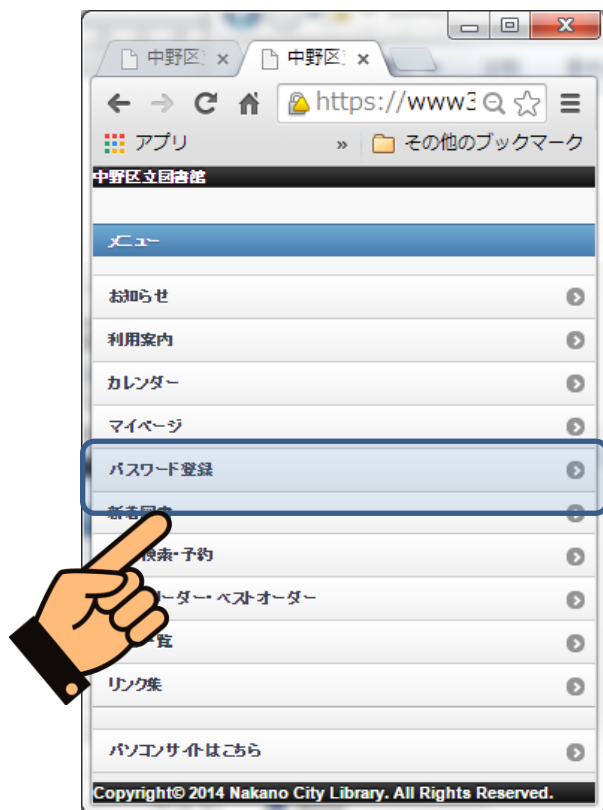 中野区
中野区
https://www3
アプリ » その他のブックマーク
中野区立図書館
メニュー
お知らせ
利用案内
カレンダー
マイページ
パスワード登録
新着図書
検索・予約
ーダー・ベストオーダー
一覧
リンク集
パソコンサイトはこちら
Copyright© 2014 Nakano City Library. All Rights Reserved.